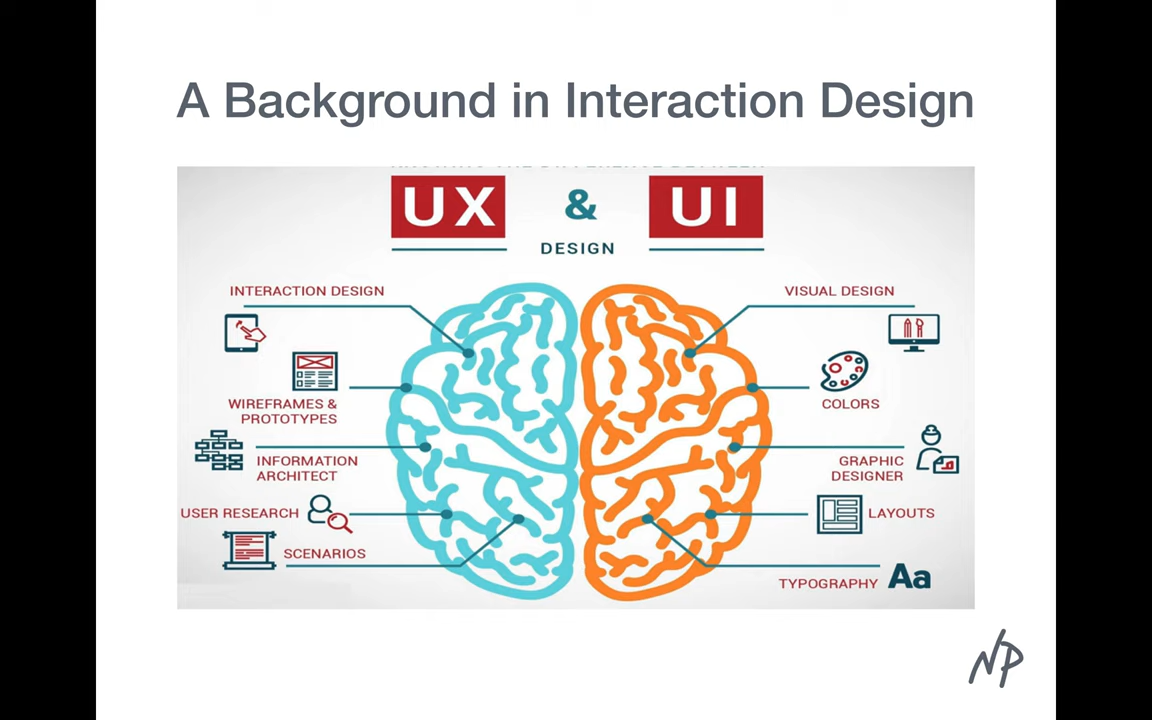 A Background in Interaction Design
UX & UI
DESIGN
INTERACTION DESIGN
WIREFRAMES &
PROTOTYPES
INFORMATION
ARCHITECT
USER RESEARCH
SCENARIOS
VISUAL DESIGN
COLORS
GRAPHIC
DESIGNER
LAYOUTS
TYPOGRAPHY Aa
NP